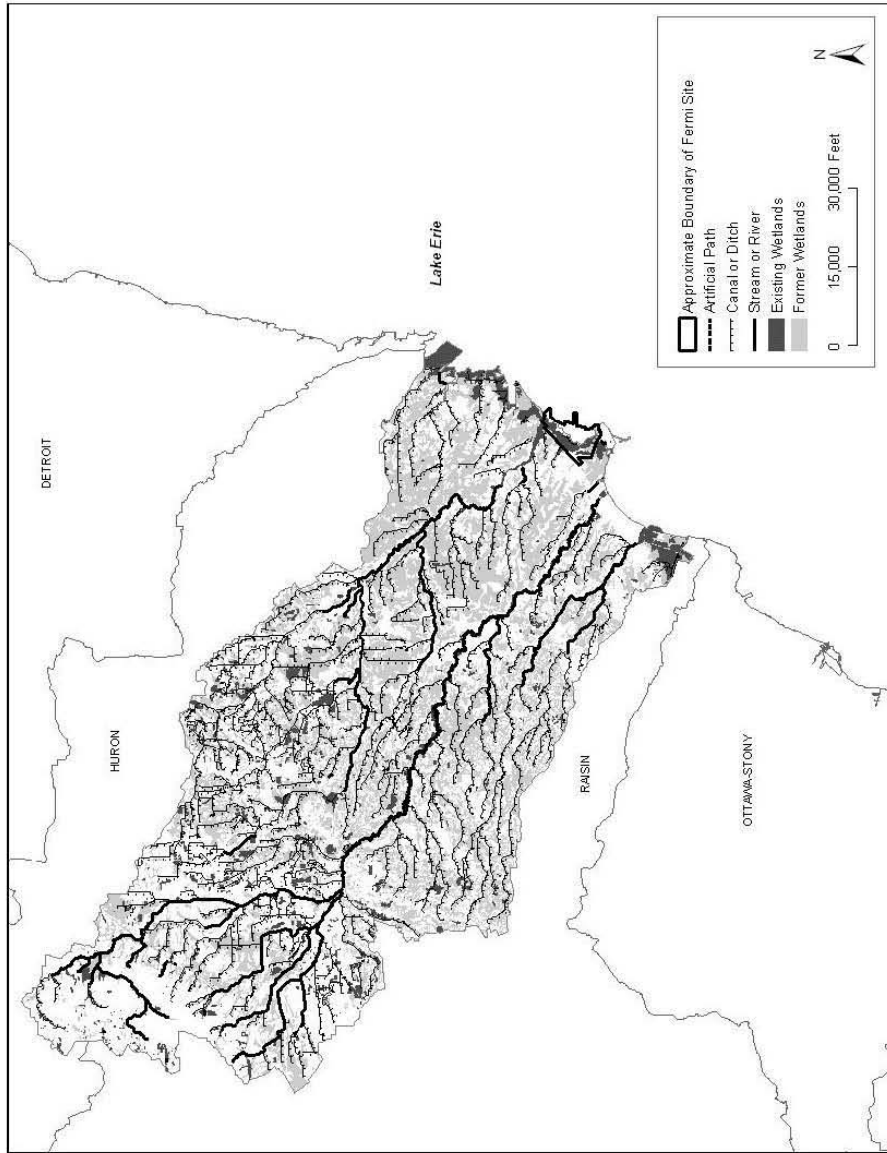 DETROIT
Lake Erie
HURON
RAISIN
OTTAWA-STONY
Approximate Boundary of Fermi Site
Artificial Path
Canal or Ditch
Stream or River
Existing Wetlands
Former Wetlands
0 15,000 30,000 Feet
N